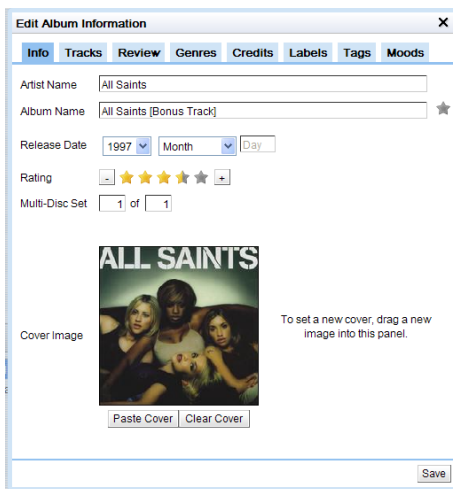 Edit Album Information X
Info Tracks Review Genres Credits Labels Tags Moods
Artist Name All Saints
Album Name All Saints [Bonus Track]
Release Date 1997 Month Day
Rating - +
Multi-Disc Set 1 of 1
ALL SAINTS
Cover Image
To set a new cover, drag a new
image into this panel.
Paste Cover Clear Cover
Save